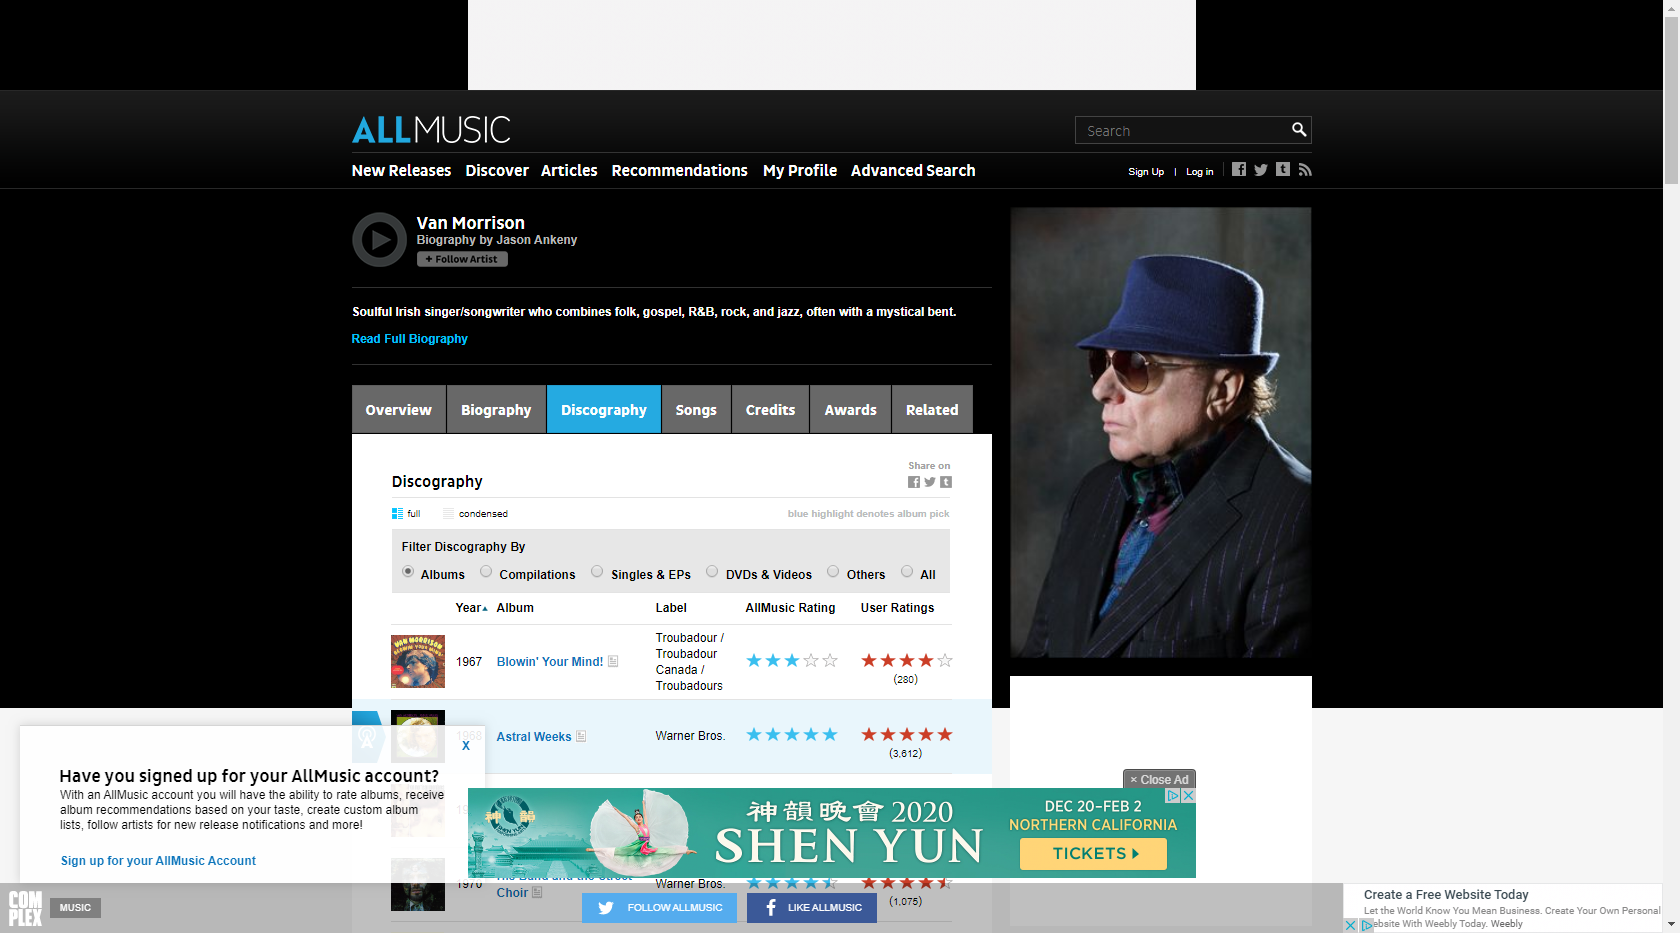 ALLMUSIC
Search
New Releases Discover Articles Recommendations My Profile Advanced Search
Sign Up | Log in
Van Morrison
Biography by Jason Ankeny
+ Follow Artist
Soulful Irish singer/songwriter who combines folk, gospel, R&B, rock, and jazz, often with a mystical bent.
Read Full Biography
Overview Biography Discography Songs Credits Awards Related
Share on
Discography
full condensed blue highlight denotes album pick
Filter Discography By
Albums Compilations Singles & EPs DVDs & Videos Others All
Year Album Label AllMusic Rating User Ratings
VAN MORRISON
BLOWIN' YOUR MIND!
1967 Blowin' Your Mind! Troubadour /
Troubadour
Canada /
Troubadours
(280)
1968 Astral Weeks Warner Bros.
(3,612)
X
Have you signed up for your AllMusic account?
With an AllMusic account you will have the ability to rate albums, receive
album recommendations based on your taste, create custom album
lists, follow artists for new release notifications and more!
Sign up for your AllMusic Account
× Close Ad
神韻
SHEN YUN
神韻晚會 2020
SHEN YUN
DEC 20–FEB 2
NORTHERN CALIFORNIA
TICKETS
1970 Choir Warner Bros.
(1,075)
COM
PLEX
MUSIC
FOLLOW ALLMUSIC LIKE ALLMUSIC
Create a Free Website Today
Let the World Know You Mean Business. Create Your Own Personal
ebsite With Weebly Today. Weebly